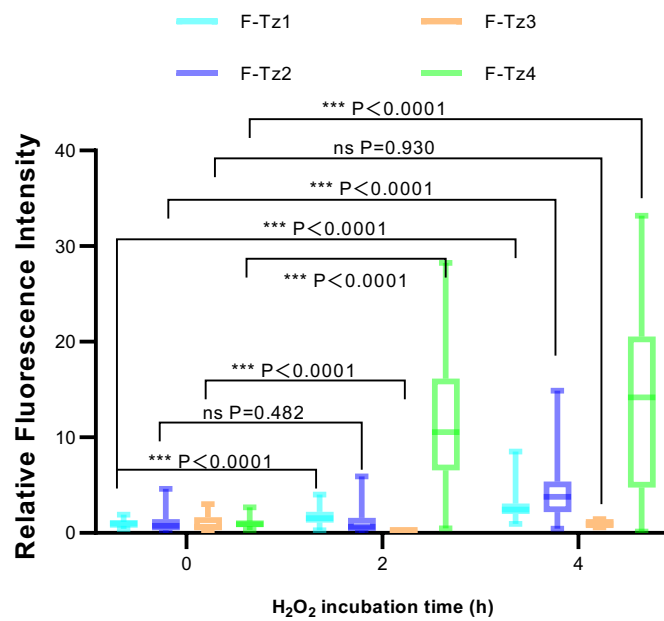 F-Tz1
F-Tz3
F-Tz2
F-Tz4
*** P<0.0001
ns P=0.930
*** P<0.0001
*** P<0.0001
*** P<0.0001
*** P<0.0001
ns P=0.482
*** P<0.0001
Relative Fluorescence Intensity
40
30
20
10
0
0 2 4
H₂O₂ incubation time (h)